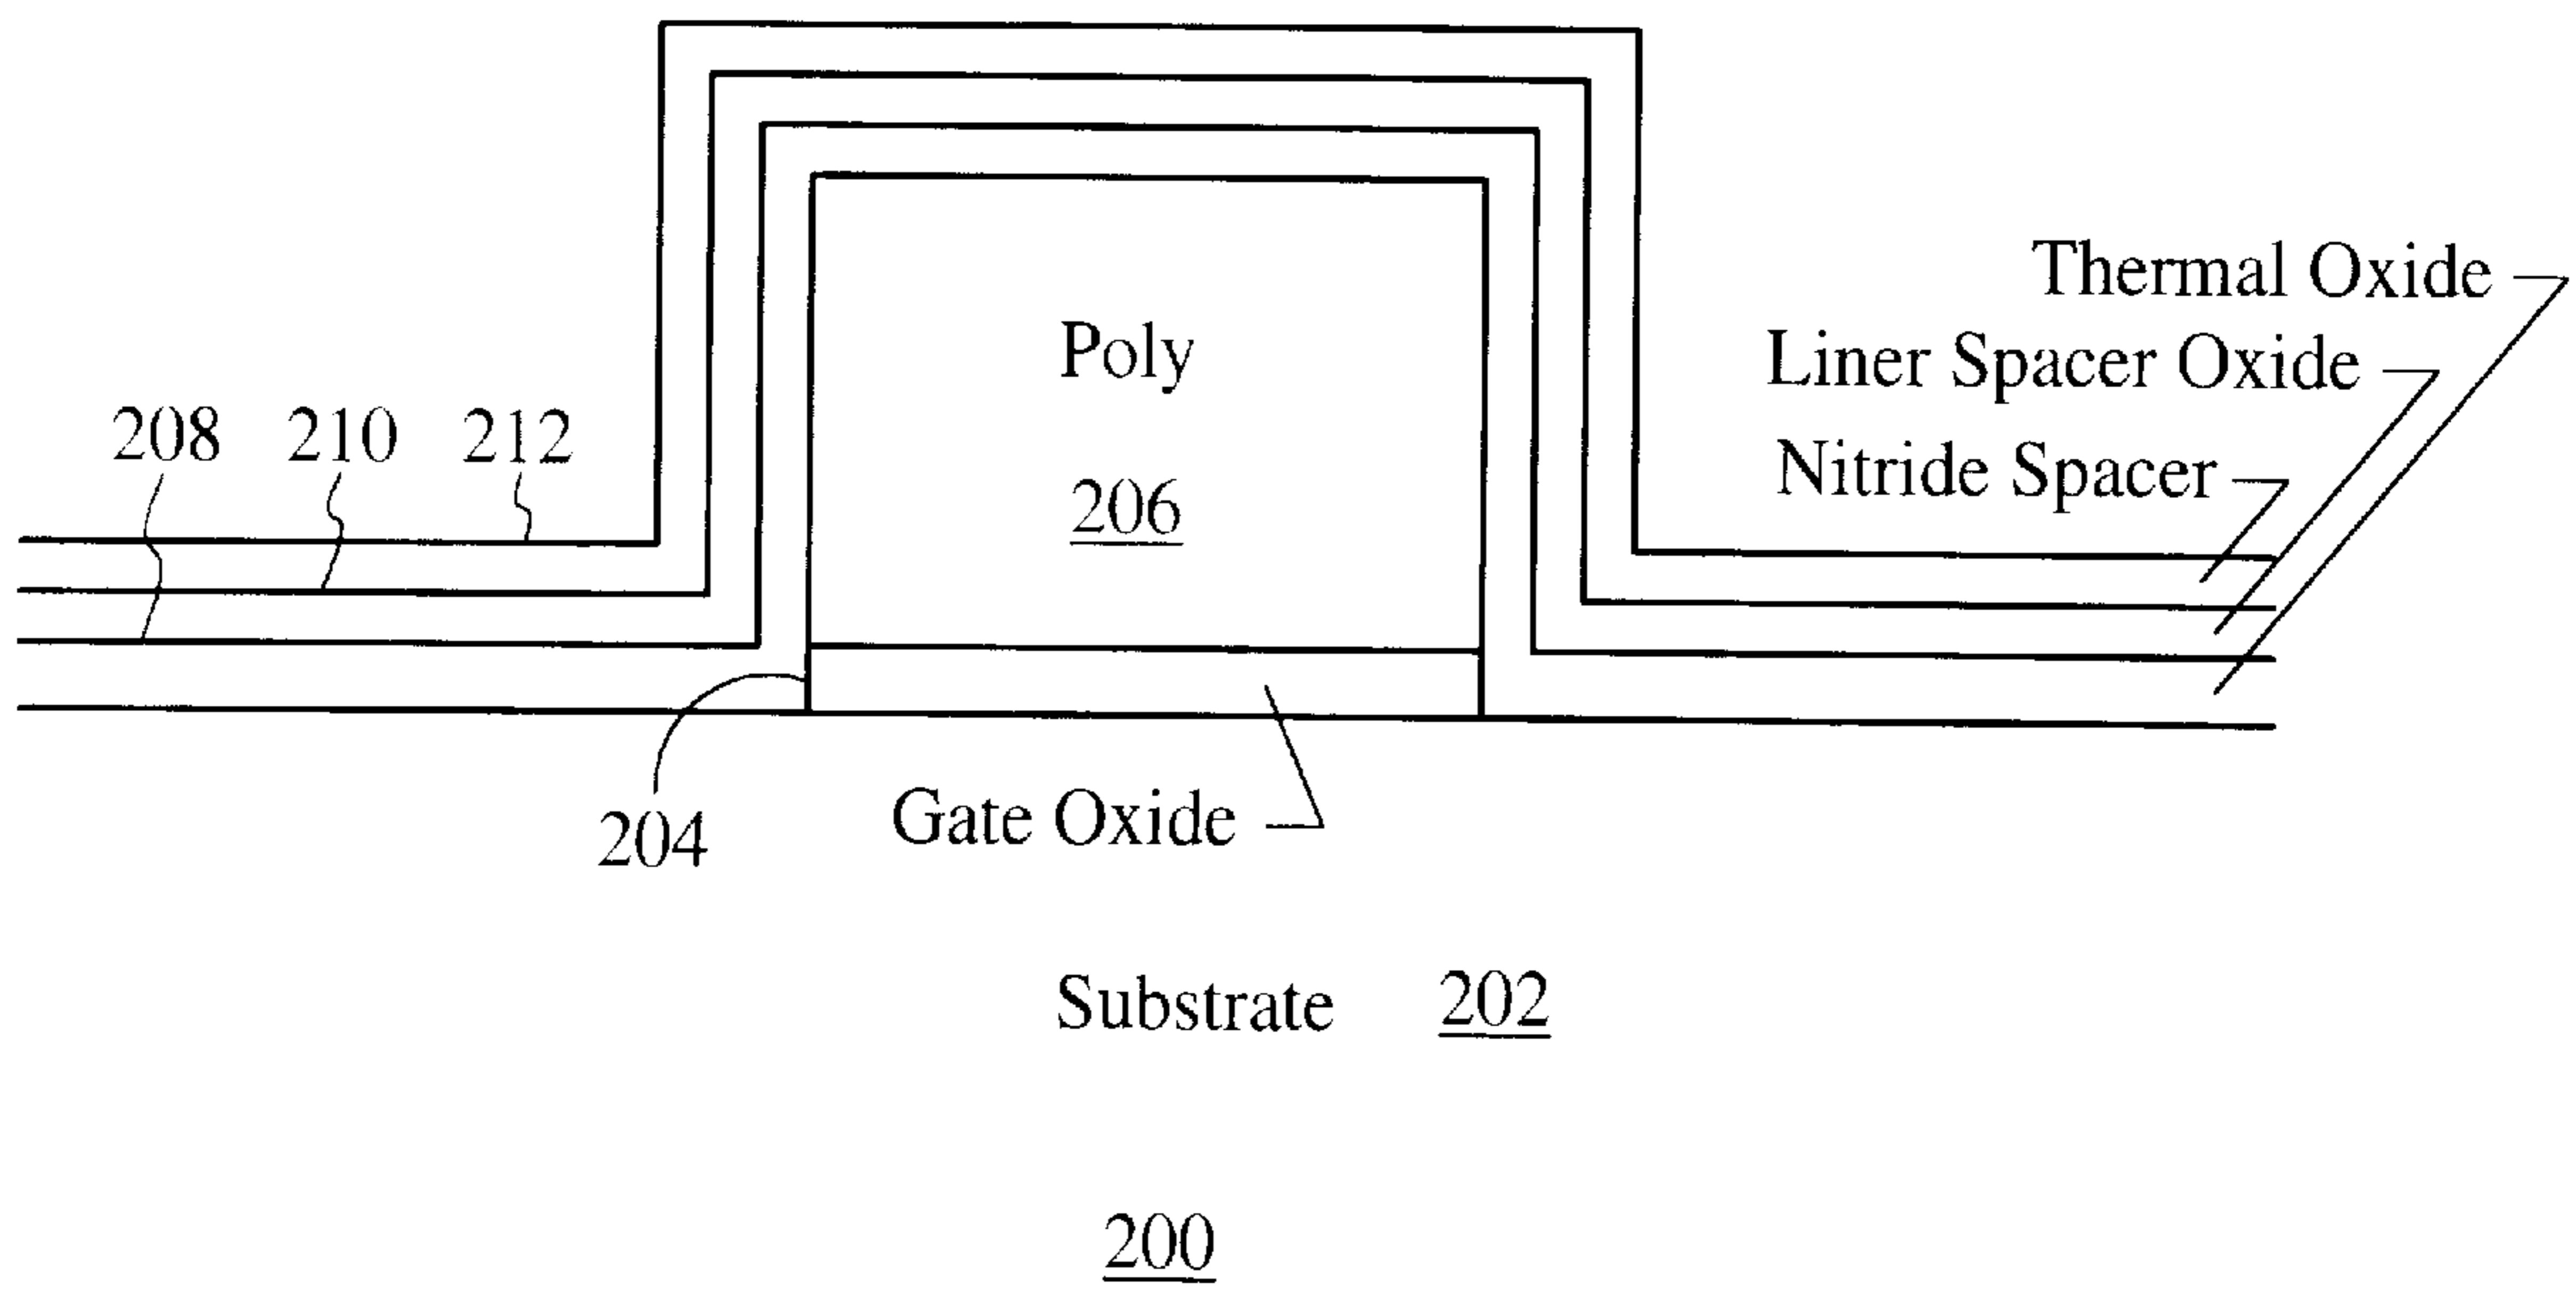 Thermal Oxide
Liner Spacer Oxide
Nitride Spacer
Poly
206
208 210 212
204
Gate Oxide
Substrate 202
200